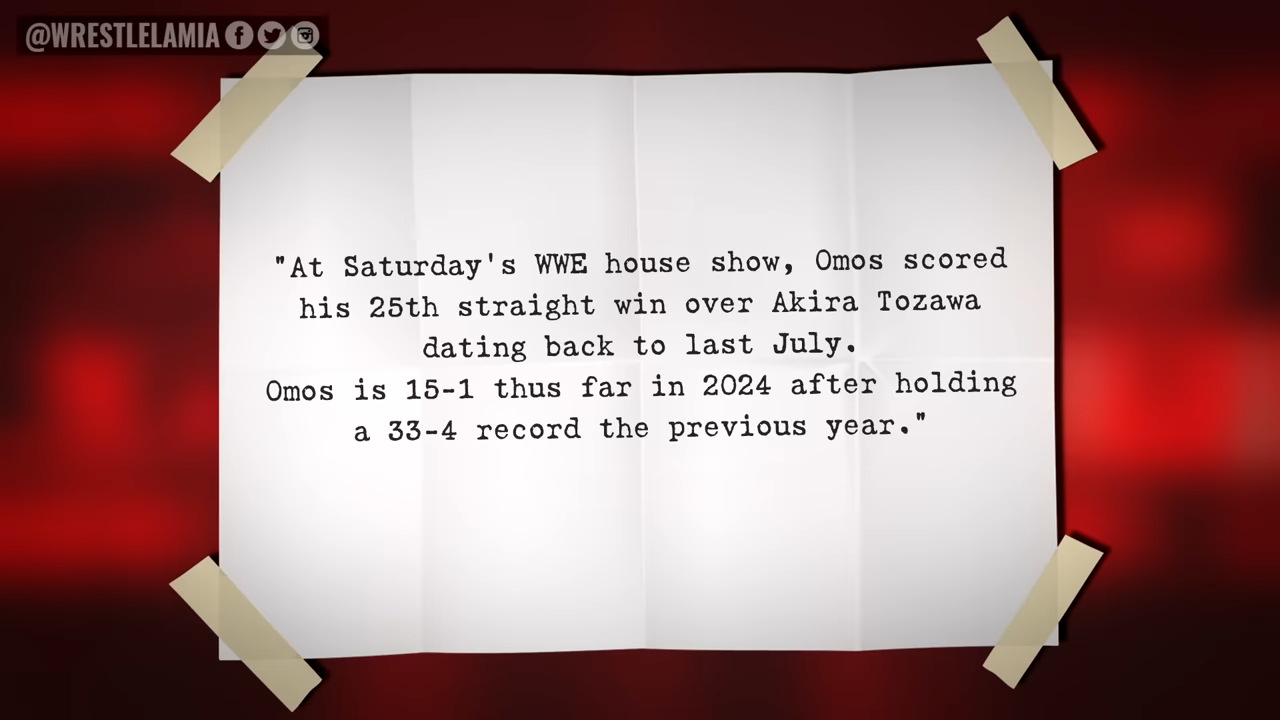 @WRESTLELAMIA
"At Saturday's WWE house show, Omos scored
his 25th straight win over Akira Tozawa
dating back to last July.
Omos is 15-1 thus far in 2024 after holding
a 33-4 record the previous year."